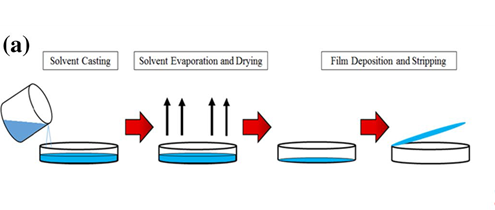 (a)
Solvent Casting
Solvent Evaporation and Drying
Film Deposition and Stripping